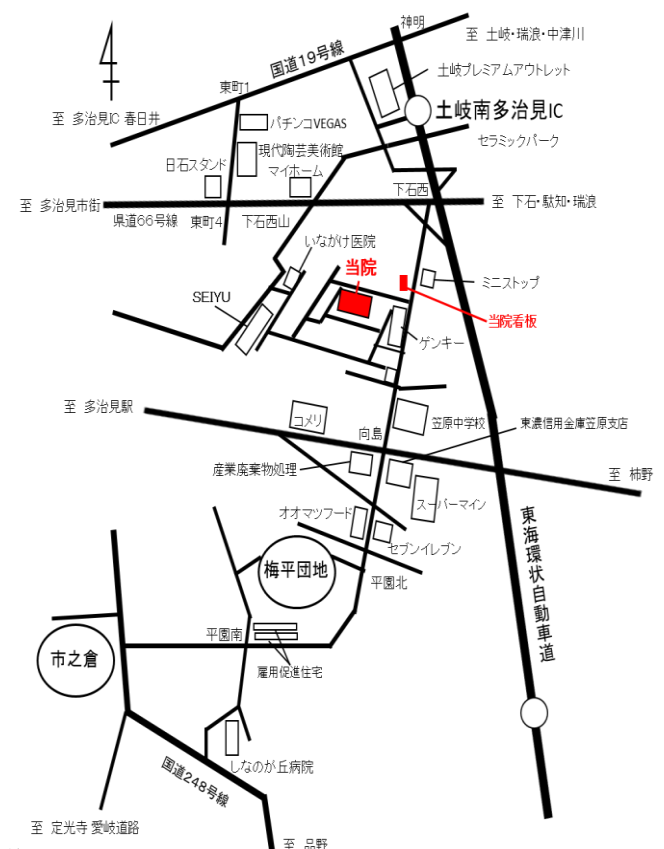 神明
至 土岐・瑞浪・中津川
国道19号線
土岐プレミアムアウトレット
東町1
土岐南多治見IC
至 多治見IC 春日井
パチンコVEGAS
セラミックパーク
現代陶芸美術館
日石スタンド
マイホーム
下石西
至 多治見市街
至 下石・駄知・瑞浪
県道66号線
東町4
下石西山
いながけ医院
当院
ミニストップ
SEIYU
当院看板
ゲンキー
至 多治見駅
コメリ
笠原中学校
東濃信用金庫笠原支店
向島
産業廃棄物処理
至 柿野
スーパーマイン
オオマツフード
東海環状自動車道
セブンイレブン
梅平団地
平園北
平園南
市之倉
雇用促進住宅
しなのが丘病院
国道248号線
至 定光寺 愛岐道路
至 品野